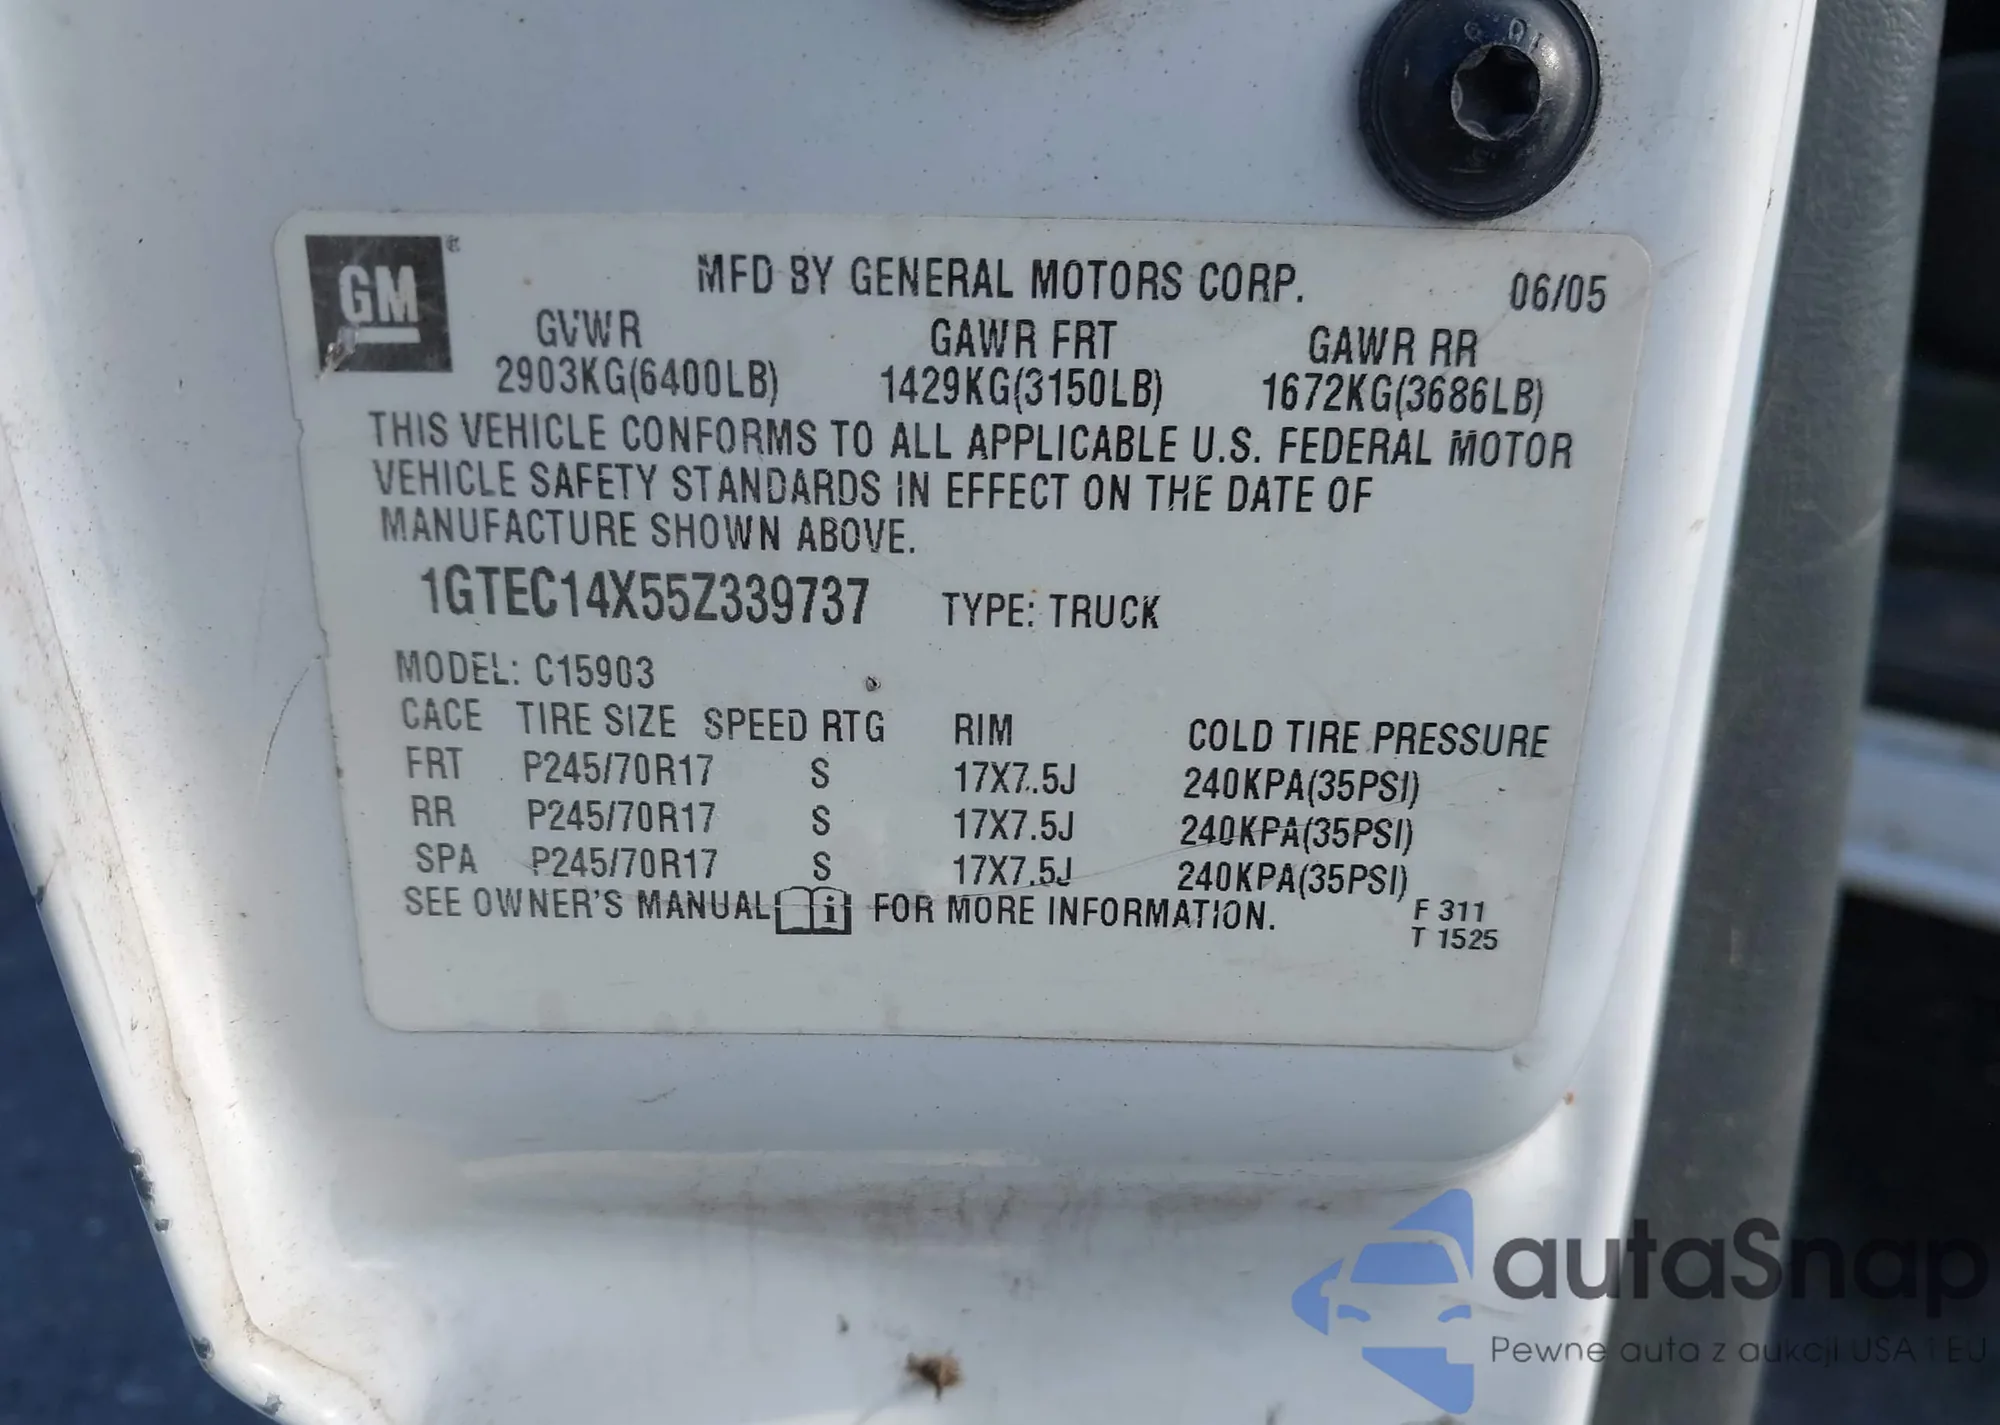 GM
MFD BY GENERAL MOTORS CORP. 06/05
GVWR GAWR FRT GAWR RR
2903KG(6400LB) 1429KG(3150LB) 1672KG(3686LB)
THIS VEHICLE CONFORMS TO ALL APPLICABLE U.S. FEDERAL MOTOR
VEHICLE SAFETY STANDARDS IN EFFECT ON THE DATE OF
MANUFACTURE SHOWN ABOVE.
1GTEC14X55Z339737 TYPE: TRUCK
MODEL: C15903
CACE TIRE SIZE SPEED RTG RIM COLD TIRE PRESSURE
FRT P245/70R17 S 17X7.5J 240KPA(35PSI)
RR P245/70R17 S 17X7.5J 240KPA(35PSI)
SPA P245/70R17 S 17X7.5J 240KPA(35PSI)
SEE OWNER'S MANUAL i FOR MORE INFORMATION.
F 311
T 1525
autaSnap
Pewne auta z aukcji USA i EU